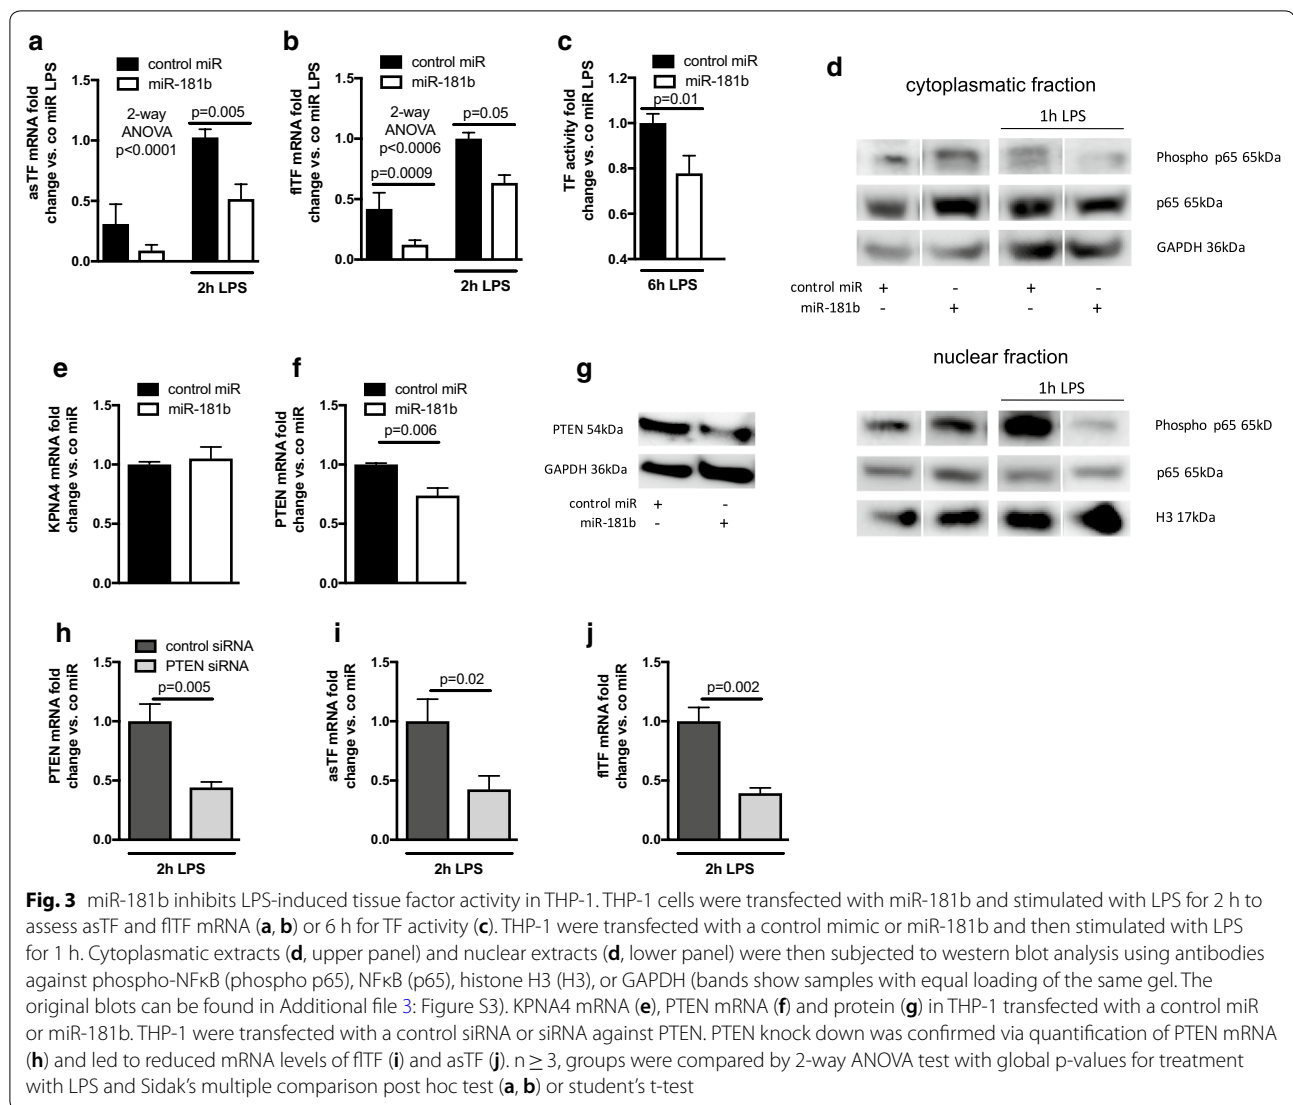 a
control miR
miR-181b
asTF mRNA fold
change vs. co miR LPS
1.5
1.0
0.5
0.0
2-way
ANOVA
p<0.0001
p=0.005
2h LPS
b
control miR
miR-181b
flTF mRNA fold
change vs. co miR LPS
1.5
1.0
0.5
0.0
2-way
ANOVA
p<0.0006
p=0.0009
p=0.05
2h LPS
c
control miR
miR-181b
TF activity fold
change vs. co miR LPS
1.2
1.0
0.8
0.6
0.4
p=0.01
6h LPS
d
cytoplasmatic fraction
1h LPS
Phospho p65 65kDa
p65 65kDa
GAPDH 36kDa
control miR + - + -
miR-181b - + - +
nuclear fraction
1h LPS
Phospho p65 65kD
p65 65kDa
H3 17kDa
e
control miR
miR-181b
KPNA4 mRNA fold
change vs. co miR
1.5
1.0
0.5
0.0
f
control miR
miR-181b
PTEN mRNA fold
change vs. co miR
1.5
1.0
0.5
0.0
p=0.006
g
PTEN 54kDa
GAPDH 36kDa
control miR + -
miR-181b - +
h
control siRNA
PTEN siRNA
PTEN mRNA fold
change vs. co miR
1.5
1.0
0.5
0.0
p=0.005
2h LPS
i
asTF mRNA fold
change vs. co miR
1.5
1.0
0.5
0.0
p=0.02
2h LPS
j
flTF mRNA fold
change vs. co miR
1.5
1.0
0.5
0.0
p=0.002
2h LPS
Fig. 3 miR-181b inhibits LPS-induced tissue factor activity in THP-1. THP-1 cells were transfected with miR-181b and stimulated with LPS for 2 h to
assess asTF and flTF mRNA (a, b) or 6 h for TF activity (c). THP-1 were transfected with a control mimic or miR-181b and then stimulated with LPS
for 1 h. Cytoplasmatic extracts (d, upper panel) and nuclear extracts (d, lower panel) were then subjected to western blot analysis using antibodies
against phospho-NFκB (phospho p65), NFκB (p65), histone H3 (H3), or GAPDH (bands show samples with equal loading of the same gel. The
original blots can be found in Additional file 3: Figure S3). KPNA4 mRNA (e), PTEN mRNA (f) and protein (g) in THP-1 transfected with a control miR
or miR-181b. THP-1 were transfected with a control siRNA or siRNA against PTEN. PTEN knock down was confirmed via quantification of PTEN mRNA
(h) and led to reduced mRNA levels of flTF (i) and asTF (j). n ≥ 3, groups were compared by 2-way ANOVA test with global p-values for treatment
with LPS and Sidak's multiple comparison post hoc test (a, b) or student's t-test